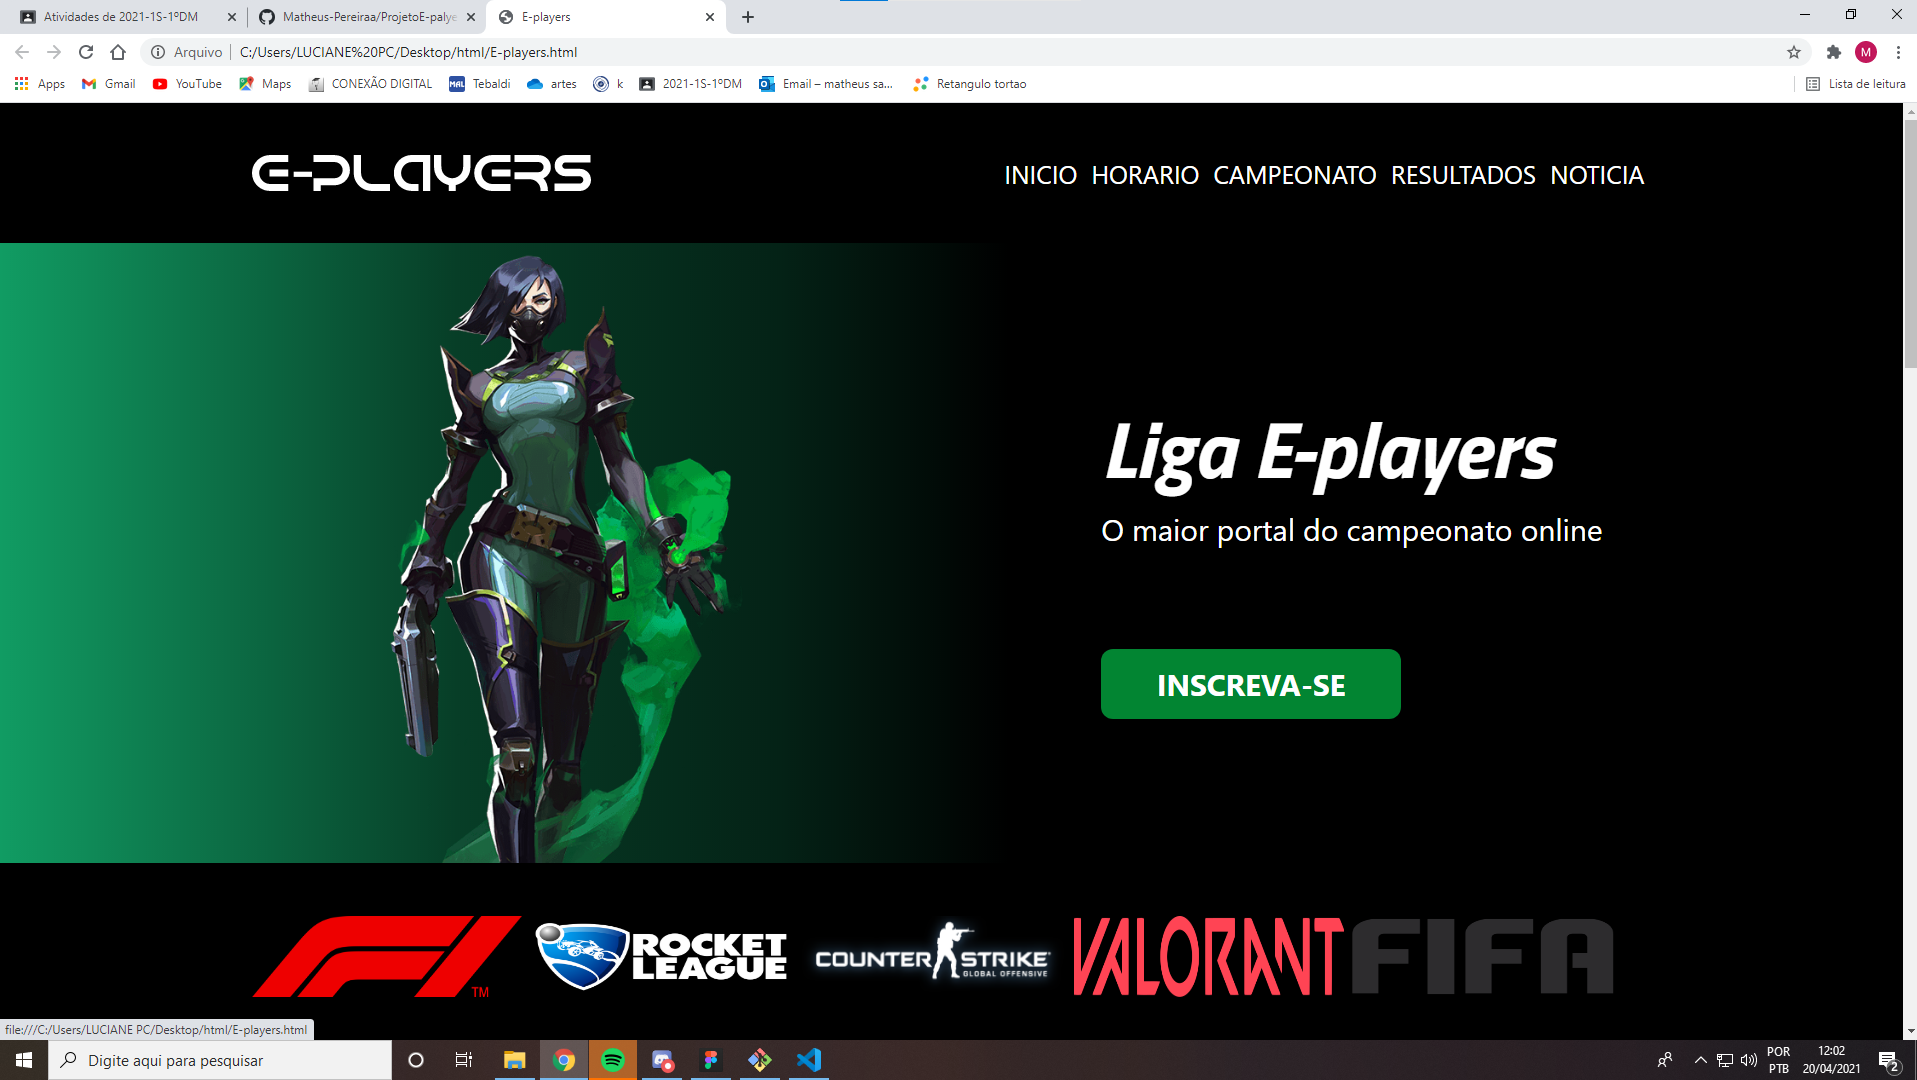 Atividades de 2021-1S-1ºDM
Matheus-Pereiraa/ProjetoE-palye
E-players
Arquivo
C:/Users/LUCIANE%20PC/Desktop/html/E-players.html
M
Apps
Gmail
YouTube
Maps
CONEXÃO DIGITAL
MAL
Tebaldi
artes
k
2021-1S-1ºDM
Email – matheus sa...
Retangulo tortao
Lista de leitura
E-PLAYERS
INICIO HORARIO CAMPEONATO RESULTADOS NOTICIA
Liga E-players
O maior portal do campeonato online
INSCREVA-SE
F1 TM
ROCKET
LEAGUE
COUNTER STRIKE
GLOBAL OFFENSIVE
VALORANT
FIFA
file:///C:/Users/LUCIANE PC/Desktop/html/E-players.html
Digite aqui para pesquisar
POR
PTB
12:02
20/04/2021
2